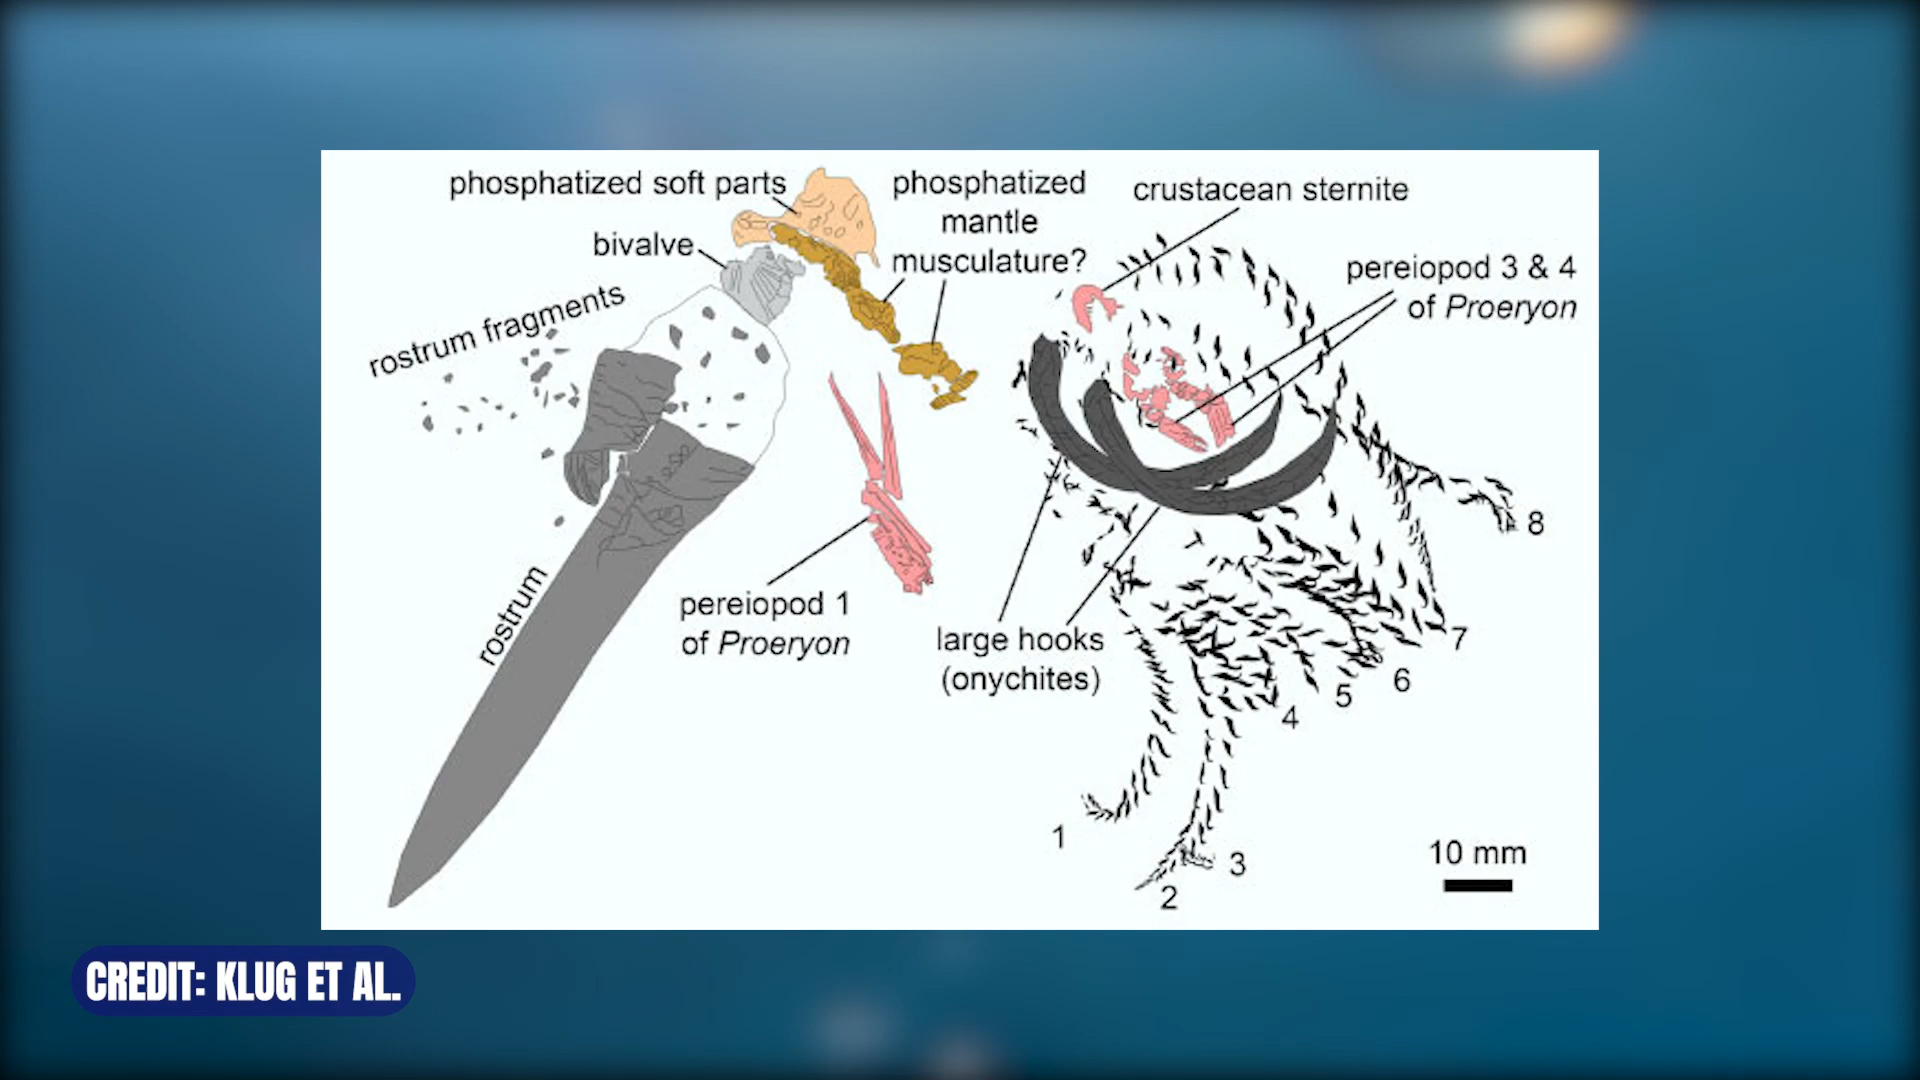 phosphatized soft parts
phosphatized
mantle
musculature?
crustacean sternite
bivalve
pereiopod 3 & 4
of Proeryon
rostrum fragments
rostrum
pereiopod 1
of Proeryon
large hooks
(onychites)
8
7
6
5
4
1
3
2
10 mm
CREDIT: KLUG ET AL.